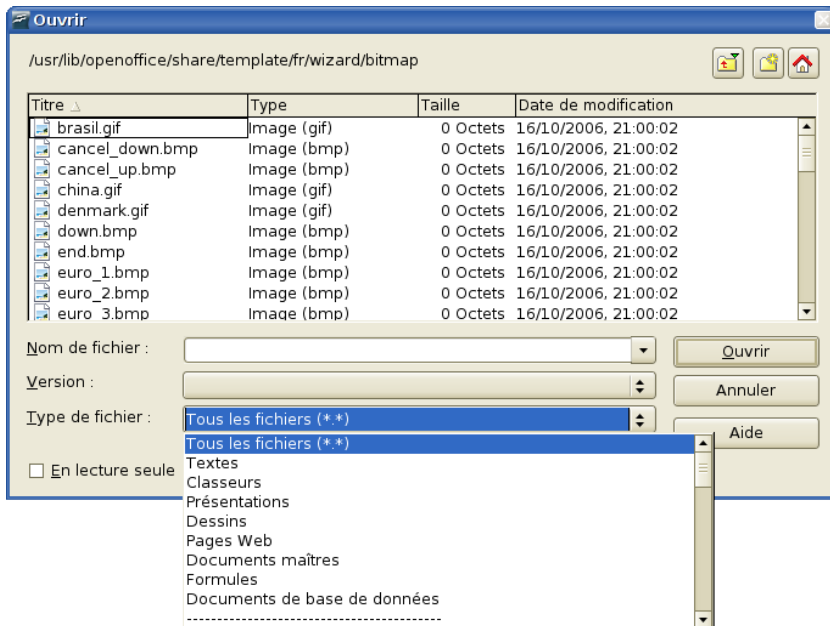 Ouvrir
/usr/lib/openoffice/share/template/fr/wizard/bitmap
Titre Type Taille Date de modification
brasil.gif Image (gif) 0 Octets 16/10/2006, 21:00:02
cancel_down.bmp Image (bmp) 0 Octets 16/10/2006, 21:00:02
cancel_up.bmp Image (bmp) 0 Octets 16/10/2006, 21:00:02
china.gif Image (gif) 0 Octets 16/10/2006, 21:00:02
denmark.gif Image (gif) 0 Octets 16/10/2006, 21:00:02
down.bmp Image (bmp) 0 Octets 16/10/2006, 21:00:02
end.bmp Image (bmp) 0 Octets 16/10/2006, 21:00:02
euro_1.bmp Image (bmp) 0 Octets 16/10/2006, 21:00:02
euro_2.bmp Image (bmp) 0 Octets 16/10/2006, 21:00:02
euro_3.bmp Image (bmp) 0 Octets 16/10/2006, 21:00:02
Nom de fichier : Ouvrir
Version : Annuler
Type de fichier : Tous les fichiers (*.*) Aide
Tous les fichiers (*.*)
En lecture seule Textes
Classeurs
Présentations
Dessins
Pages Web
Documents maîtres
Formules
Documents de base de données
------------------------------------------